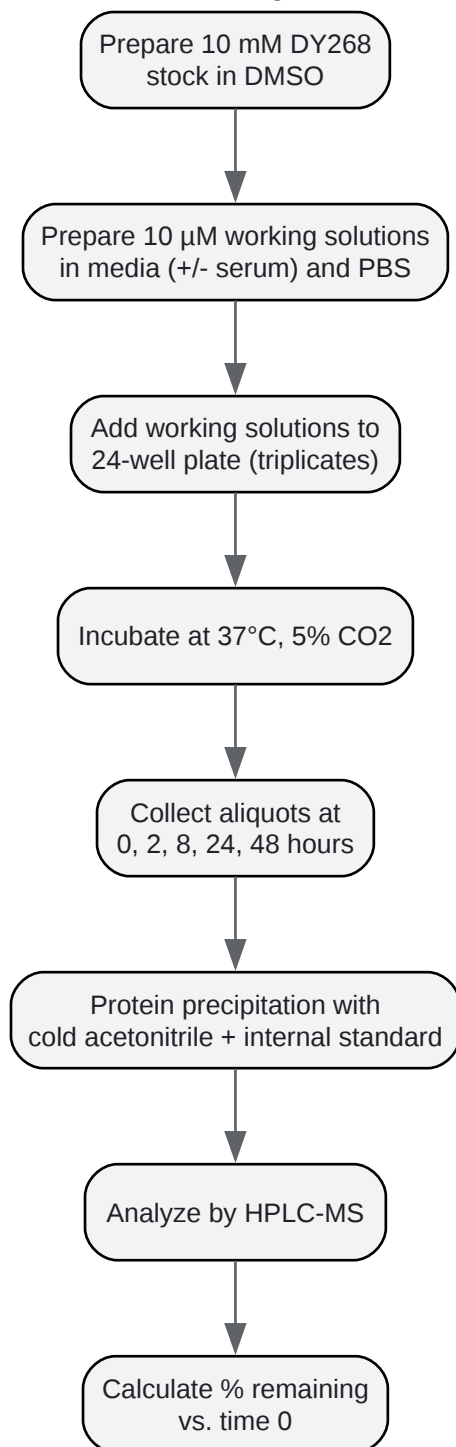 Prepare 10 mM DY268
stock in DMSO
Prepare 10 µM working solutions
in media (+/- serum) and PBS
Add working solutions to
24-well plate (triplicates)
Incubate at 37°C, 5% CO2
Collect aliquots at
0, 2, 8, 24, 48 hours
Protein precipitation with
cold acetonitrile + internal standard
Analyze by HPLC-MS
Calculate % remaining
vs. time 0